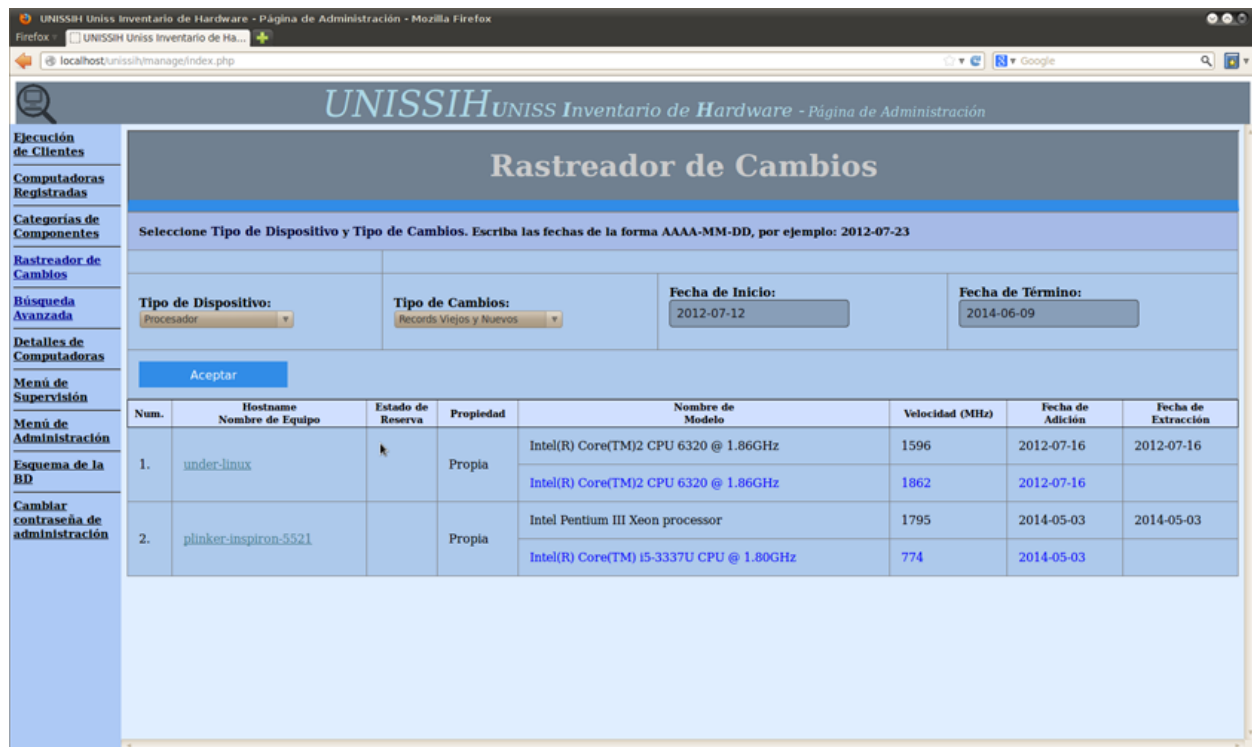 UNISSIH Uniss Inventario de Hardware - Página de Administración - Mozilla Firefox
Firefox
UNISSIH Uniss Inventario de Ha...
localhost/unissih/manage/index.php
Google
UNISSIH UNISS Inventario de Hardware - Página de Administración
Ejecución
de Clientes
Computadoras
Registradas
Categorías de
Componentes
Rastreador de
Cambios
Búsqueda
Avanzada
Detalles de
Computadoras
Menú de
Supervisión
Menú de
Administración
Esquema de la
BD
Cambiar
contraseña de
administración
Rastreador de Cambios
Seleccione Tipo de Dispositivo y Tipo de Cambios. Escriba las fechas de la forma AAAA-MM-DD, por ejemplo: 2012-07-23
Tipo de Dispositivo:
Procesador
Tipo de Cambios:
Records Viejos y Nuevos
Fecha de Inicio:
2012-07-12
Fecha de Término:
2014-06-09
Aceptar
Num.
Hostname
Nombre de Equipo
Estado de
Reserva
Propiedad
Nombre de
Modelo
Velocidad (MHz)
Fecha de
Adición
Fecha de
Extracción
1.
under-linux
Propia
Intel(R) Core(TM)2 CPU 6320 @ 1.86GHz 1596 2012-07-16 2012-07-16
Intel(R) Core(TM)2 CPU 6320 @ 1.86GHz 1862 2012-07-16
2.
plinker-inspiron-5521
Propia
Intel Pentium III Xeon processor 1795 2014-05-03 2014-05-03
Intel(R) Core(TM) i5-3337U CPU @ 1.80GHz 774 2014-05-03